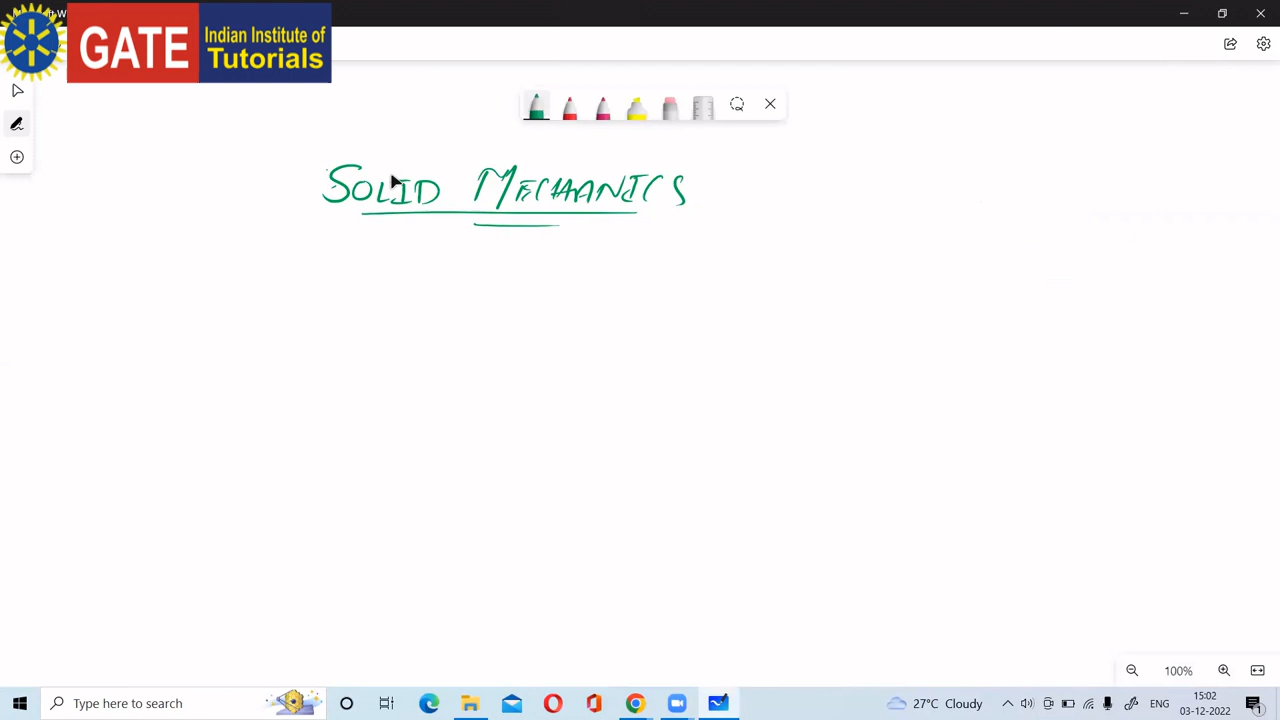 GATE
Indian Institute of
Tutorials
SOLID MECHANICS
100%
Type here to search
27°C Cloudy
ENG
15:02
03-12-2022
1